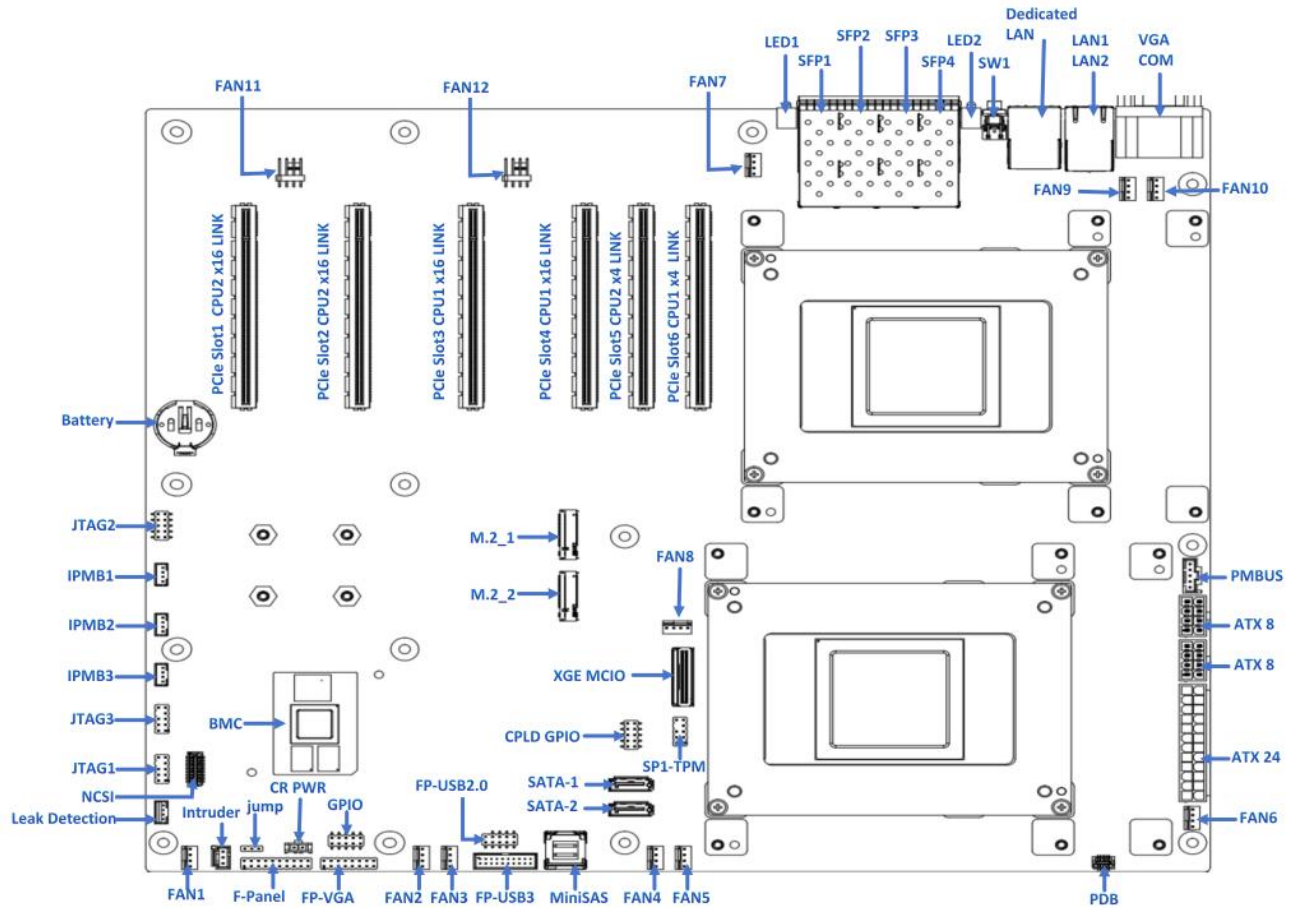 Dedicated
LAN
LED1
SFP1
SFP2
SFP3
SFP4
LED2
SW1
LAN1
LAN2
VGA
COM
FAN11
FAN12
FAN7
FAN9
FAN10
PCIe Slot1 CPU2 x16 LINK
PCIe Slot2 CPU2 x16 LINK
PCIe Slot3 CPU1 x16 LINK
PCIe Slot4 CPU1 x16 LINK
PCIe Slot5 CPU2 x4 LINK
PCIe Slot6 CPU1 x4 LINK
Battery
JTAG2
M.2_1
FAN8
IPMB1
M.2_2
PMBUS
IPMB2
ATX 8
IPMB3
XGE MCIO
ATX 8
JTAG3
BMC
CPLD GPIO
JTAG1
SP1-TPM
ATX 24
NCSI
CR PWR
FP-USB2.0
SATA-1
Leak Detection
Intruder
jump
GPIO
SATA-2
FAN6
FAN1
F-Panel
FP-VGA
FAN2
FAN3
FP-USB3
MiniSAS
FAN4
FAN5
PDB